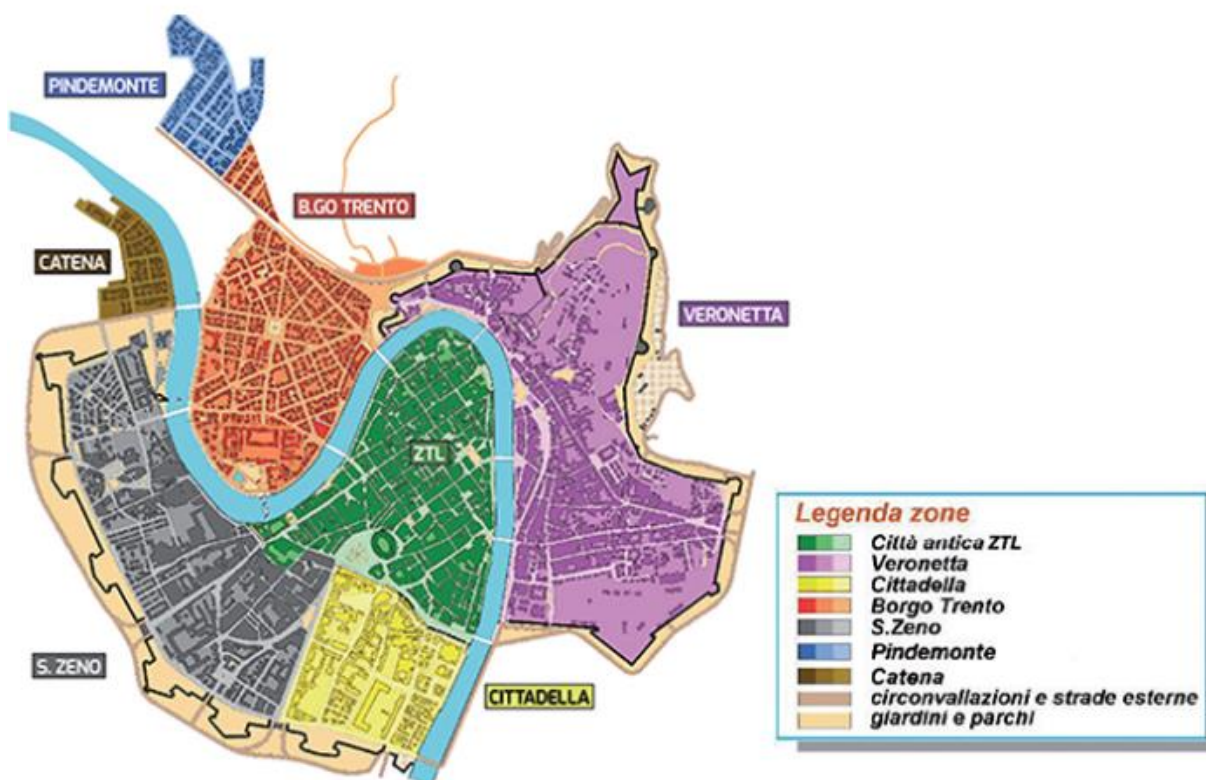 PINDEMONTE
B.GO TRENTO
CATENA
VERONETTA
ZTL
S. ZENO
CITTADELLA
Legenda zone
Città antica ZTL
Veronetta
Cittadella
Borgo Trento
S.Zeno
Pindemonte
Catena
circonvallazioni e strade esterne
giardini e parchi